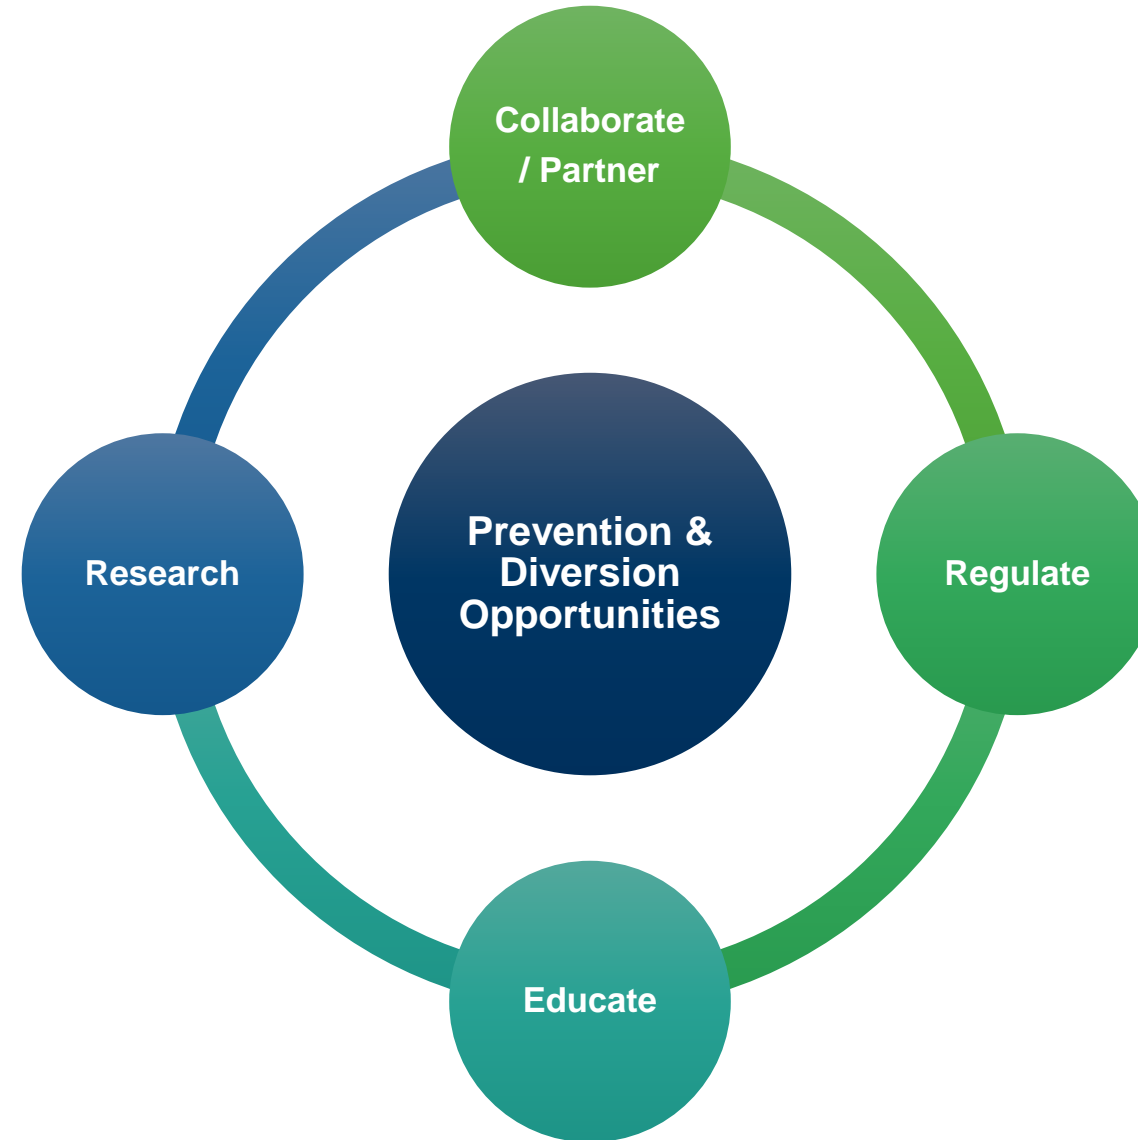 Collaborate
/ Partner
Research
Prevention &
Diversion
Opportunities
Regulate
Educate